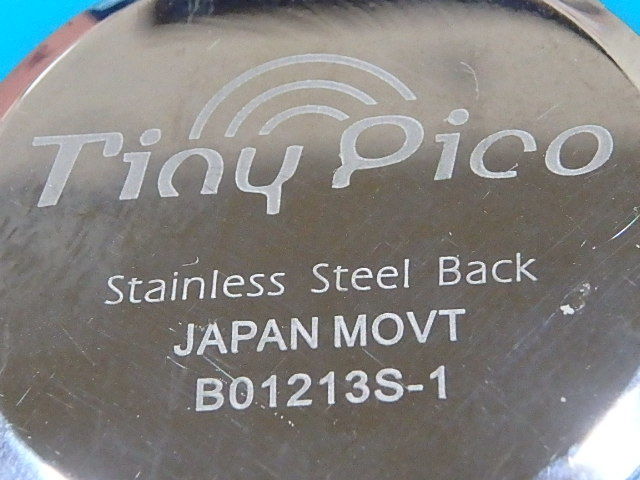 Tiny Pico
Stainless Steel Back
JAPAN MOVT
B01213S-1